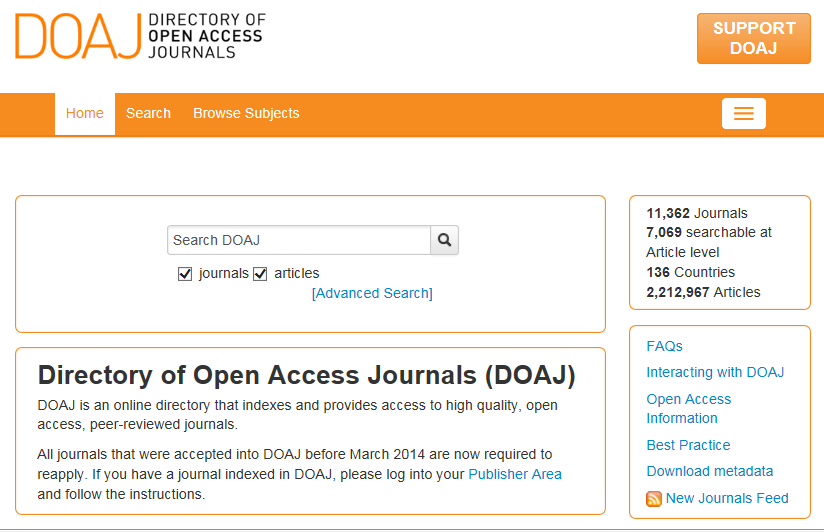 DOAJ
DIRECTORY OF
OPEN ACCESS
JOURNALS
SUPPORT
DOAJ
Home Search Browse Subjects
Search DOAJ
journals articles
[Advanced Search]
11,362 Journals
7,069 searchable at
Article level
136 Countries
2,212,967 Articles
Directory of Open Access Journals (DOAJ)
DOAJ is an online directory that indexes and provides access to high quality, open
access, peer-reviewed journals.
All journals that were accepted into DOAJ before March 2014 are now required to
reapply. If you have a journal indexed in DOAJ, please log into your Publisher Area
and follow the instructions.
FAQs
Interacting with DOAJ
Open Access
Information
Best Practice
Download metadata
New Journals Feed